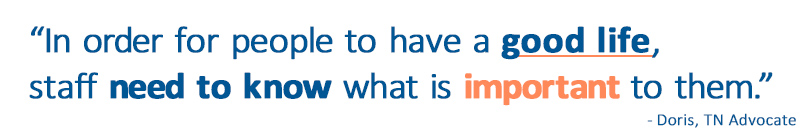 “In order for people to have a good life,
staff need to know what is important to them.”
- Doris, TN Advocate